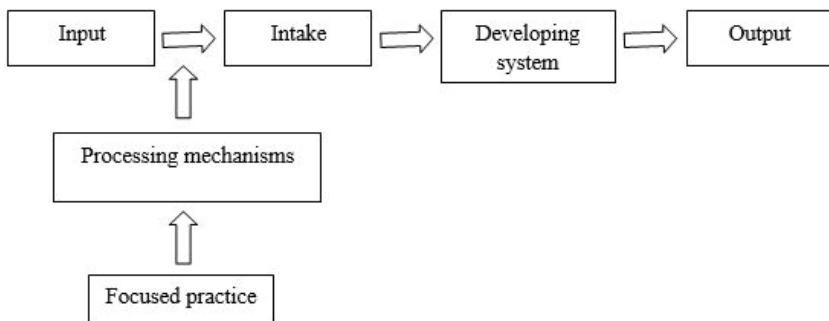 Input
Intake
Developing
system
Output
Processing mechanisms
Focused practice